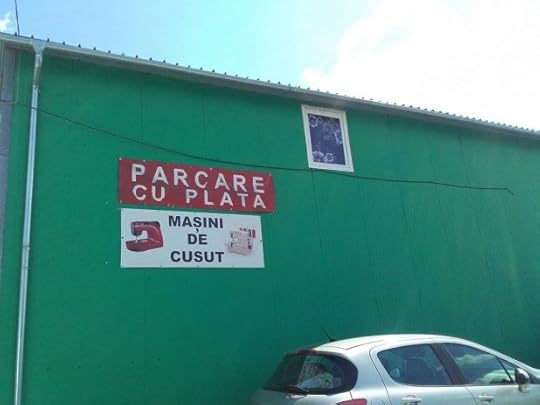 PARCARE
CU PLATA
MAȘINI
DE
CUSUT